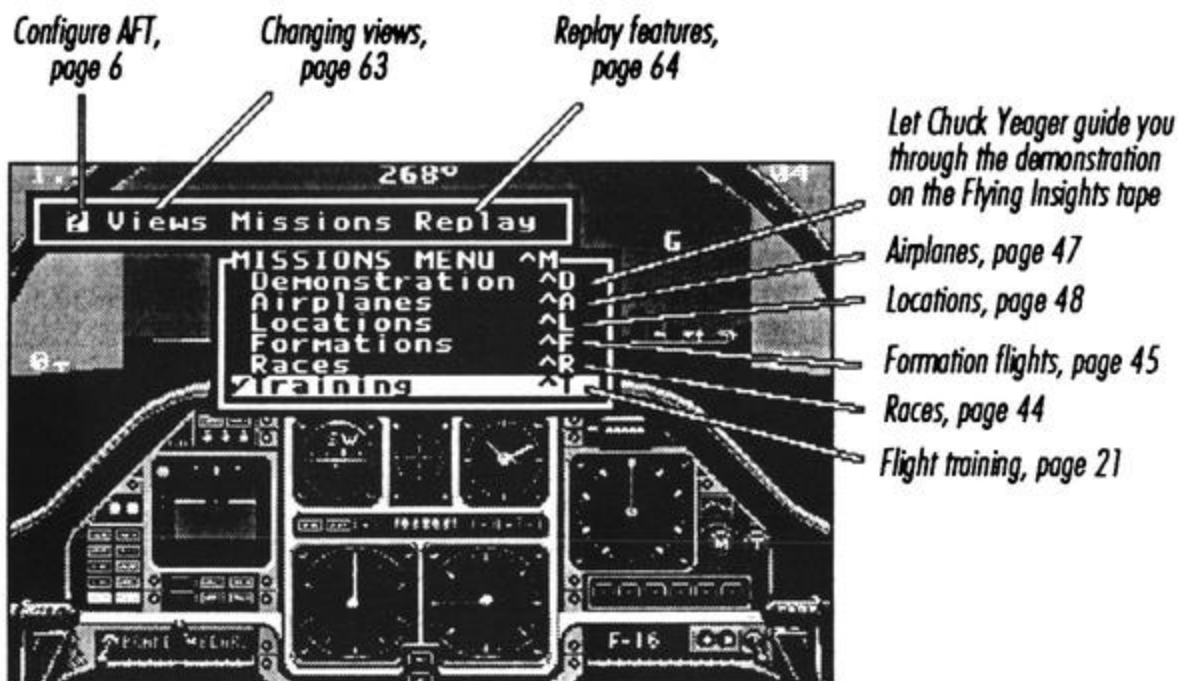 Configure AFT,
page 6
Changing views,
page 63
Replay features,
page 64
Let Chuck Yeager guide you
through the demonstration
on the Flying Insights tape
Airplanes, page 47
Locations, page 48
Formation flights, page 45
Races, page 44
Flight training, page 21
268°
04
? Views Missions Replay
G
MISSIONS MENU ^M
Demonstration ^D
Airplanes ^A
Locations ^L
Formations ^F
Races ^R
✓Training ^T
0
M
T
F-16